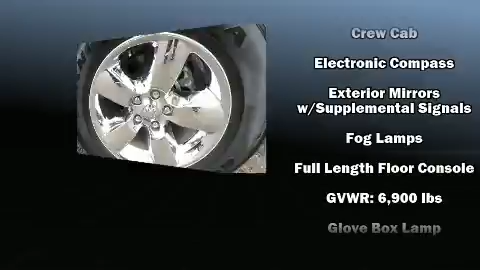 Crew Cab
Electronic Compass
Exterior Mirrors
w/Supplemental Signals
Fog Lamps
Full Length Floor Console
GVWR: 6,900 lbs
Glove Box Lamp